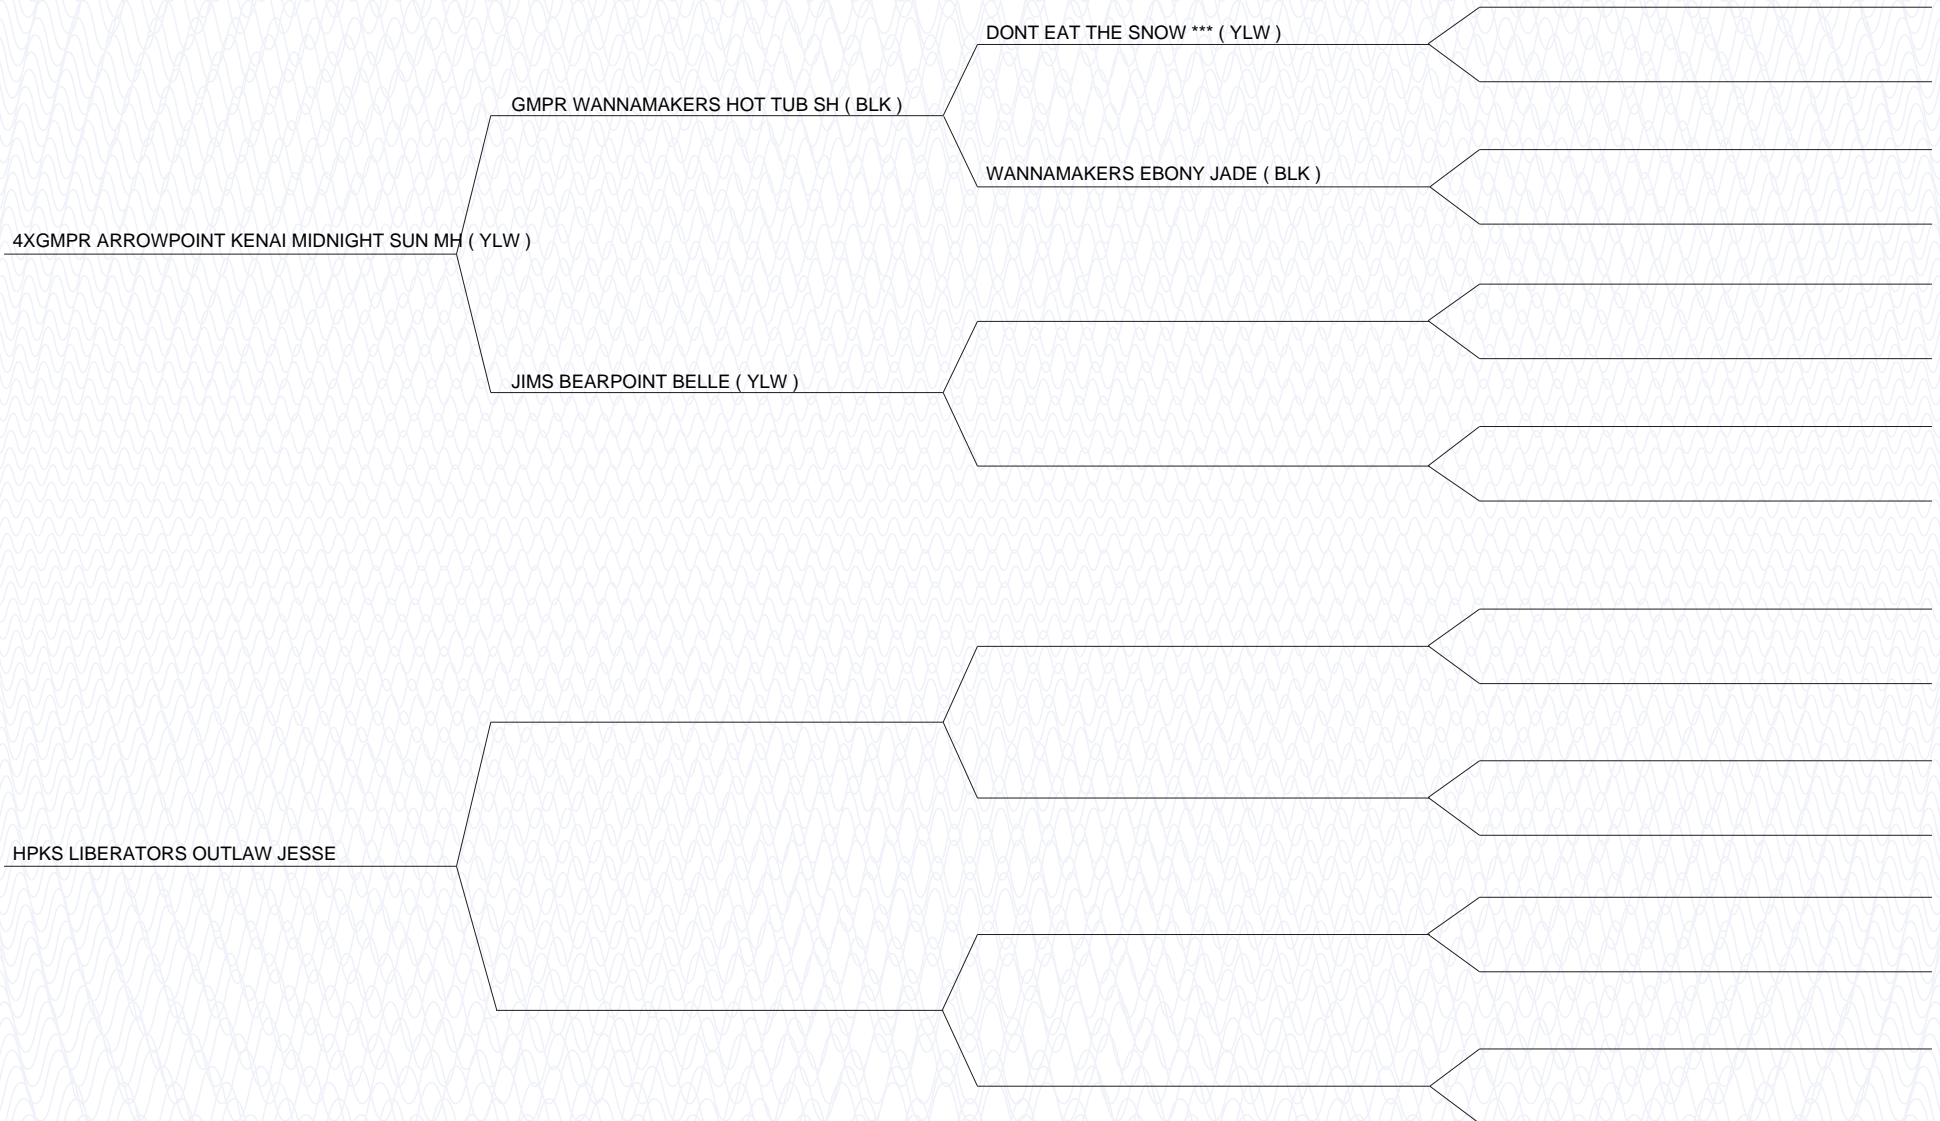 DONT EAT THE SNOW *** ( YLW )
GMPR WANNAMAKERS HOT TUB SH ( BLK )
WANNAMAKERS EBONY JADE ( BLK )
4XGMPR ARROWPOINT KENAI MIDNIGHT SUN MH ( YLW )
JIMS BEARPOINT BELLE ( YLW )
HPKS LIBERATORS OUTLAW JESSE